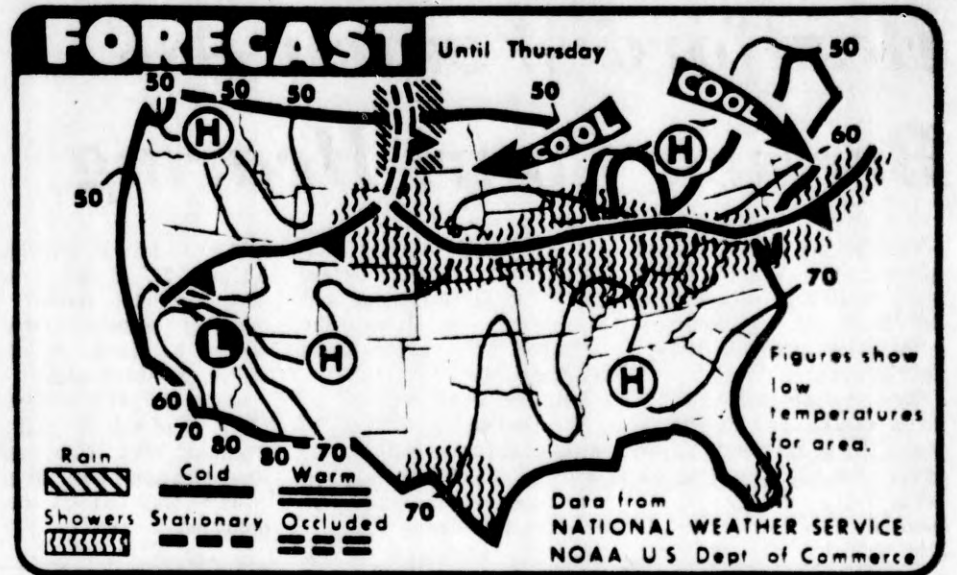 FORECAST Until Thursday
50
50 50 50 50
COOL COOL
H H
60
50
70
L H H
Figures show
low
temperatures
for area.
60
70 80 80 70
70
Rain Cold Warm
Showers Stationary Occluded
Data from
NATIONAL WEATHER SERVICE
NOAA U S Dept of Commerce